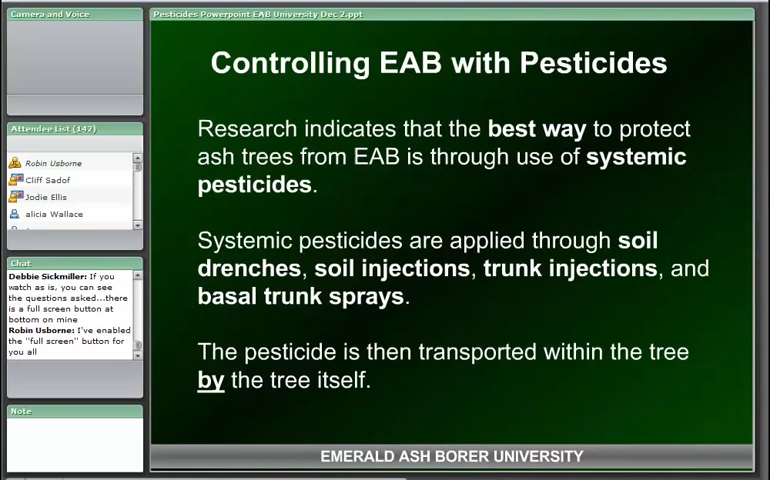 Camera and Voice
Attendee List (142)
Robin Usborne
Cliff Sadof
Jodie Ellis
alicia Wallace
Chat
Debbie Sickmiller: If you
watch as is, you can see
the questions asked...there
is a full screen button at
bottom on mine
Robin Usborne: I've enabled
the "full screen" button for
you all
Note
Pesticides Powerpoint EAB University Dec 2.ppt
Controlling EAB with Pesticides
Research indicates that the best way to protect
ash trees from EAB is through use of systemic
pesticides.
Systemic pesticides are applied through soil
drenches, soil injections, trunk injections, and
basal trunk sprays.
The pesticide is then transported within the tree
by the tree itself.
EMERALD ASH BORER UNIVERSITY